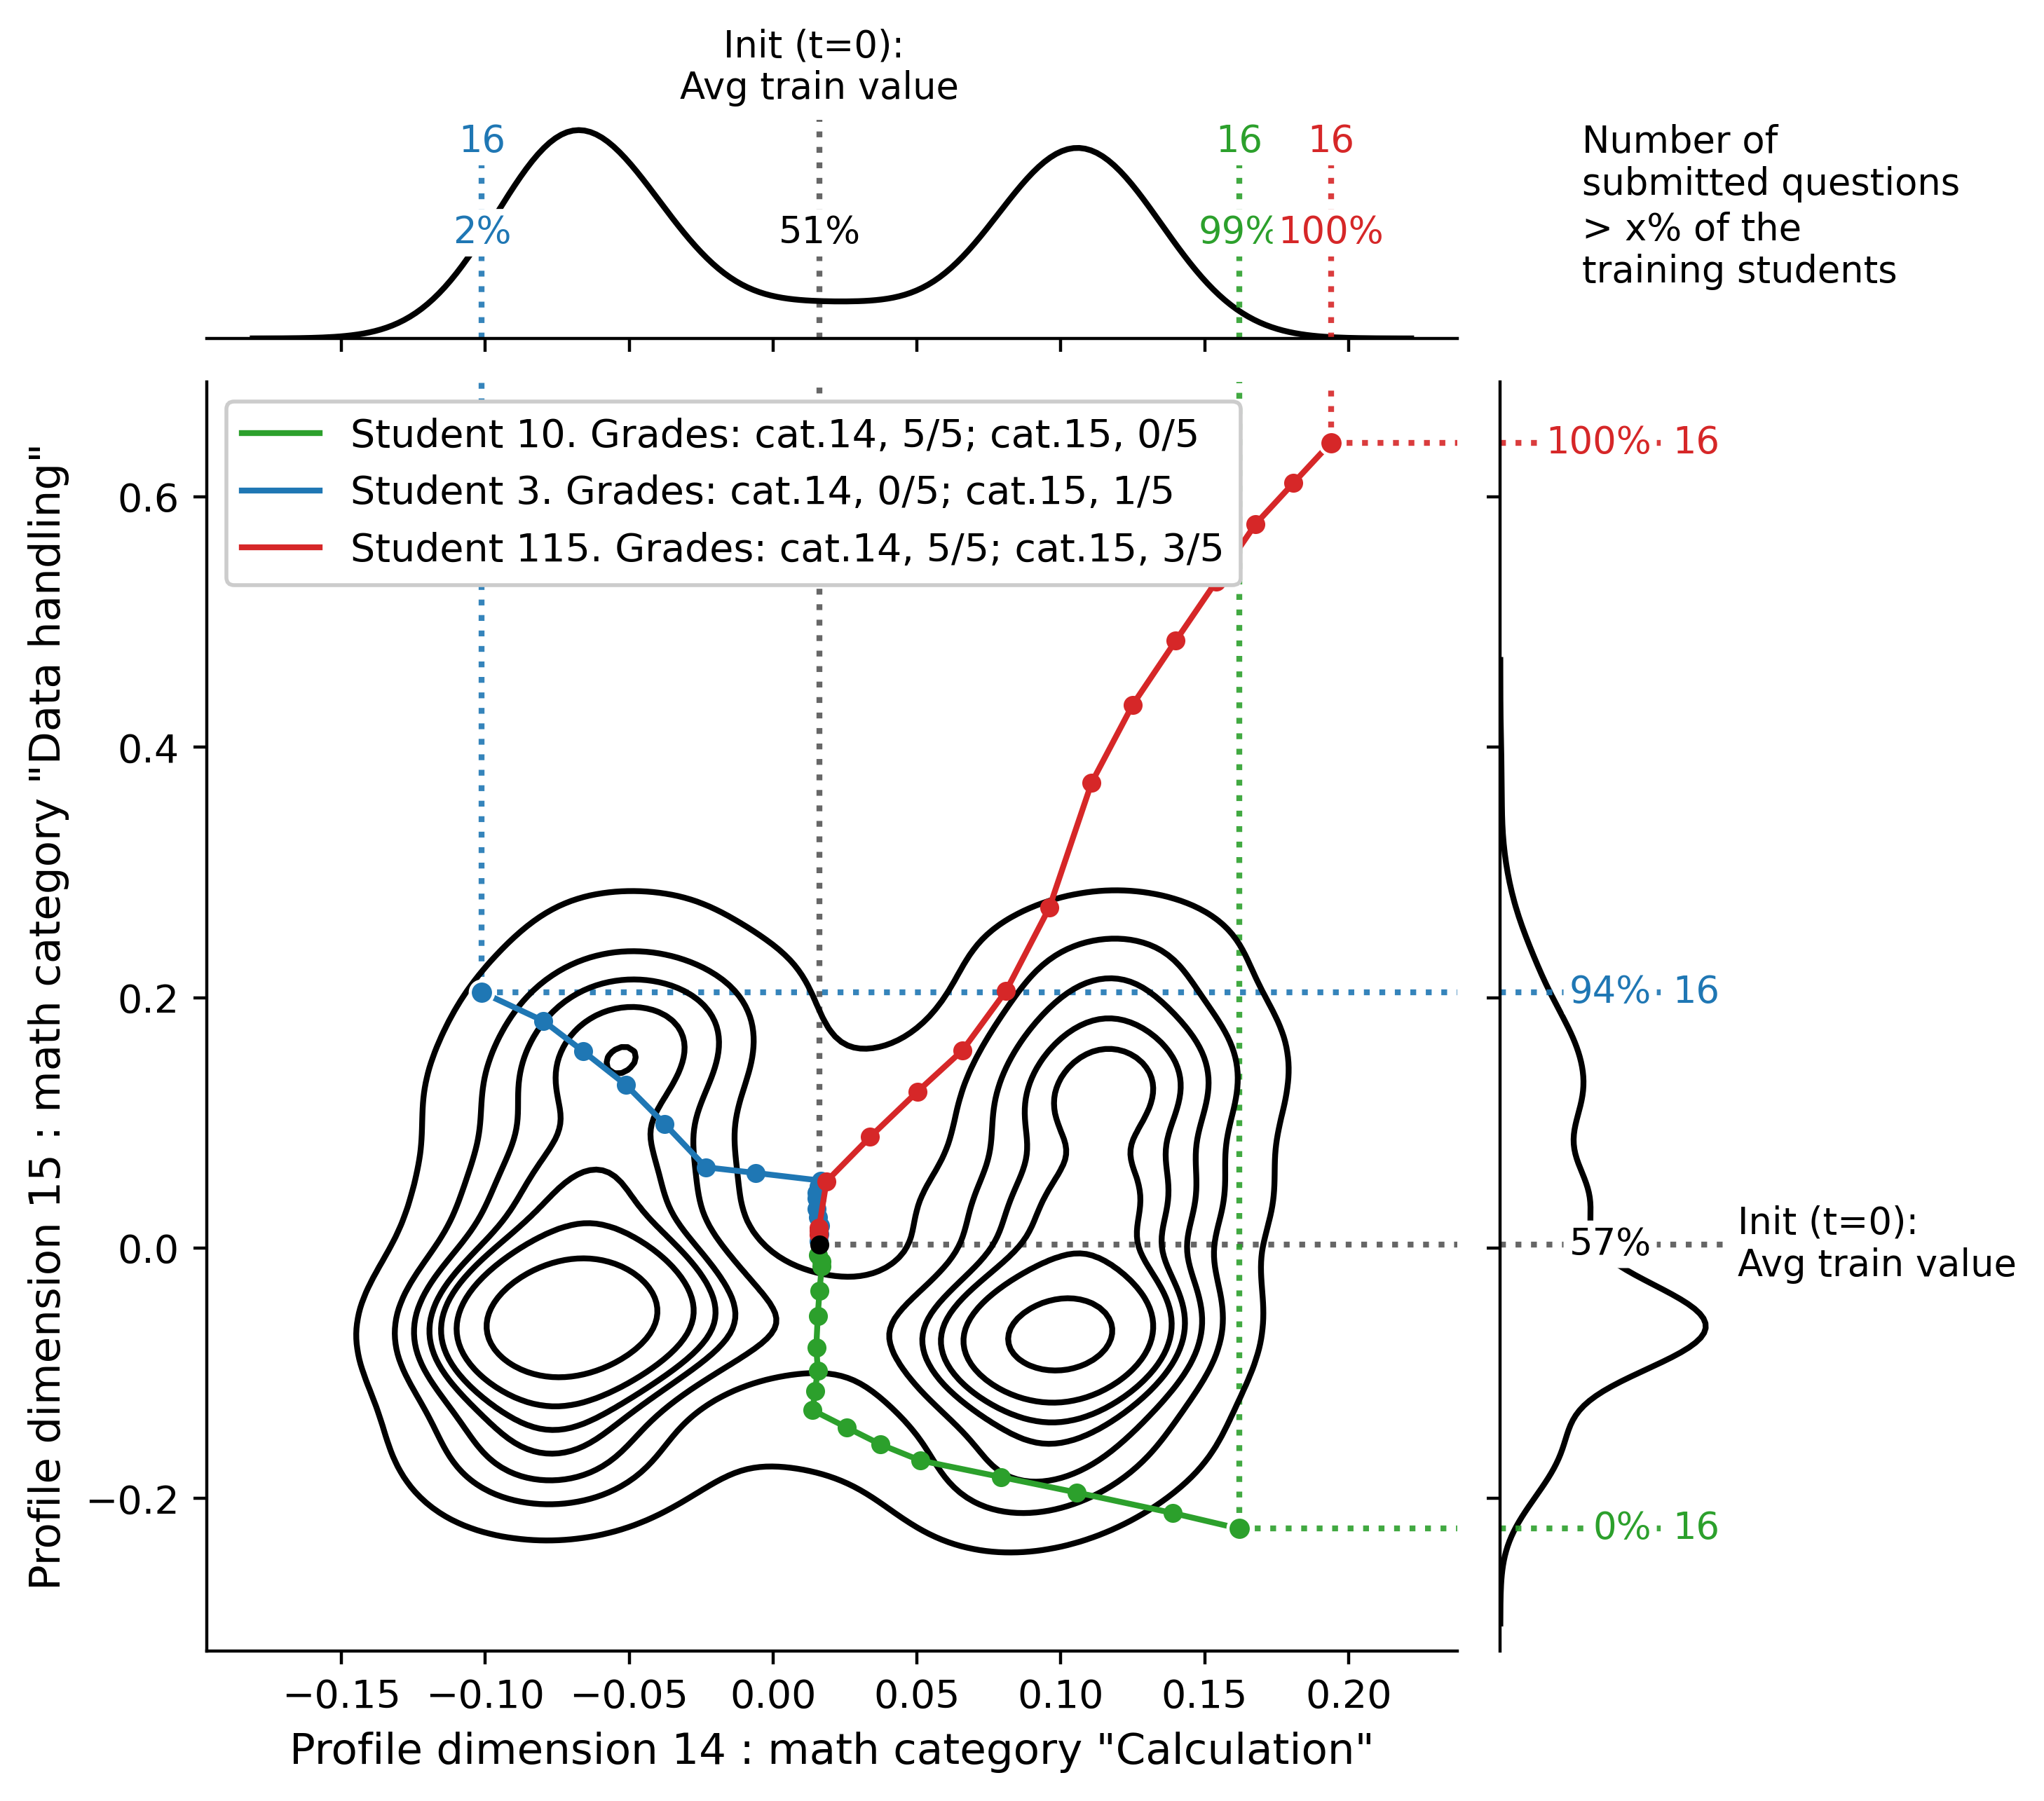 Init (t=0):
Avg train value
16
16
16
2%
51%
99%
100%
Number of
submitted questions
> x% of the
training students
Student 10. Grades: cat.14, 5/5; cat.15, 0/5
Student 3. Grades: cat.14, 0/5; cat.15, 1/5
Student 115. Grades: cat.14, 5/5; cat.15, 3/5
Profile dimension 15 : math category "Data handling"
0.6
0.4
0.2
0.0
−0.2
100%
16
94%
16
57%
Init (t=0):
Avg train value
0%
16
−0.15
−0.10
−0.05
0.00
0.05
0.10
0.15
0.20
Profile dimension 14 : math category "Calculation"